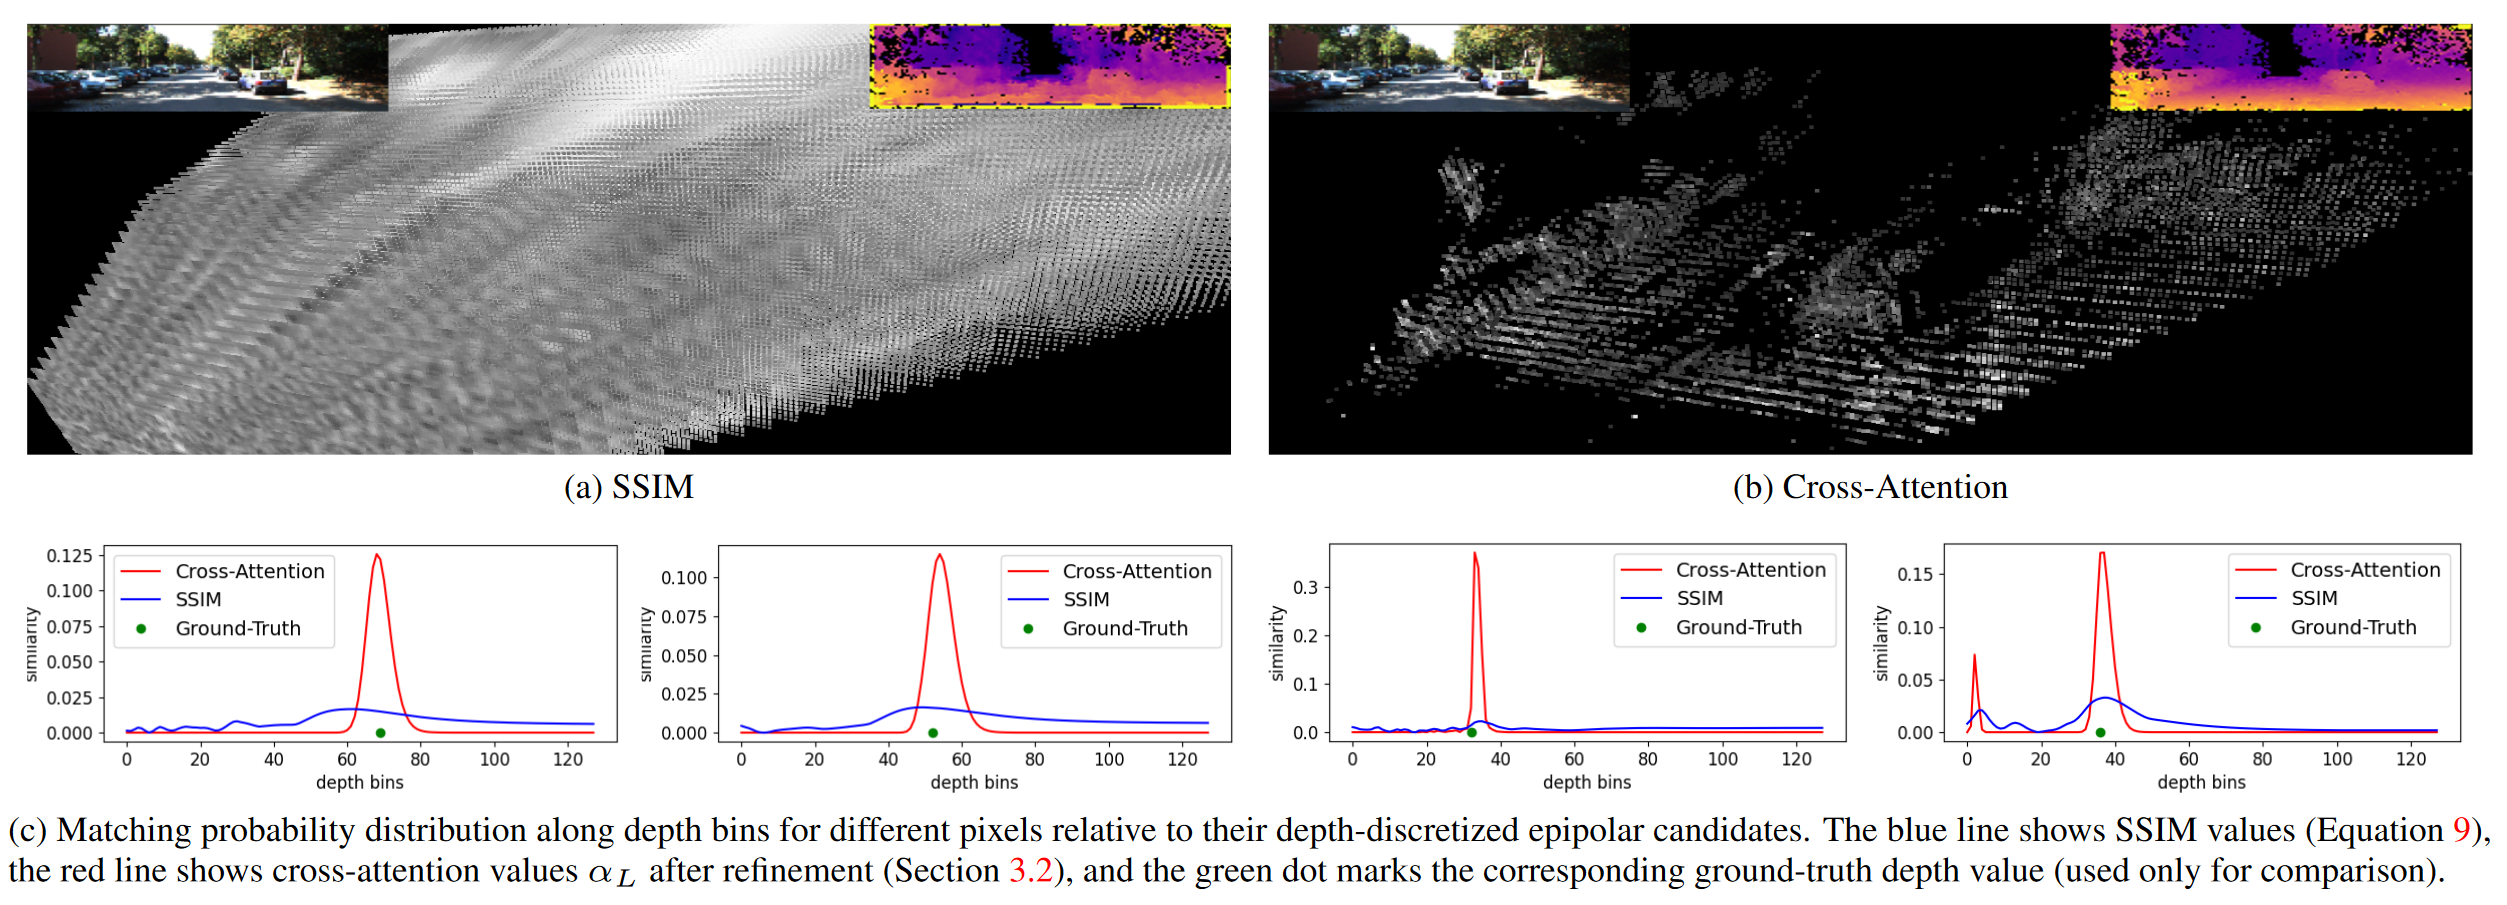 (a) SSIM
(b) Cross-Attention
0.125
0.100
0.075
0.050
0.025
0.000
similarity
Cross-Attention
SSIM
Ground-Truth
0 20 40 60 80 100 120
depth bins
0.100
0.075
0.050
0.025
0.000
similarity
Cross-Attention
SSIM
Ground-Truth
0 20 40 60 80 100 120
depth bins
0.3
0.2
0.1
0.0
similarity
Cross-Attention
SSIM
Ground-Truth
0 20 40 60 80 100 120
depth bins
0.15
0.10
0.05
0.00
similarity
Cross-Attention
SSIM
Ground-Truth
0 20 40 60 80 100 120
depth bins
(c) Matching probability distribution along depth bins for different pixels relative to their depth-discretized epipolar candidates. The blue line shows SSIM values (Equation 9),
the red line shows cross-attention values α_L after refinement (Section 3.2), and the green dot marks the corresponding ground-truth depth value (used only for comparison).